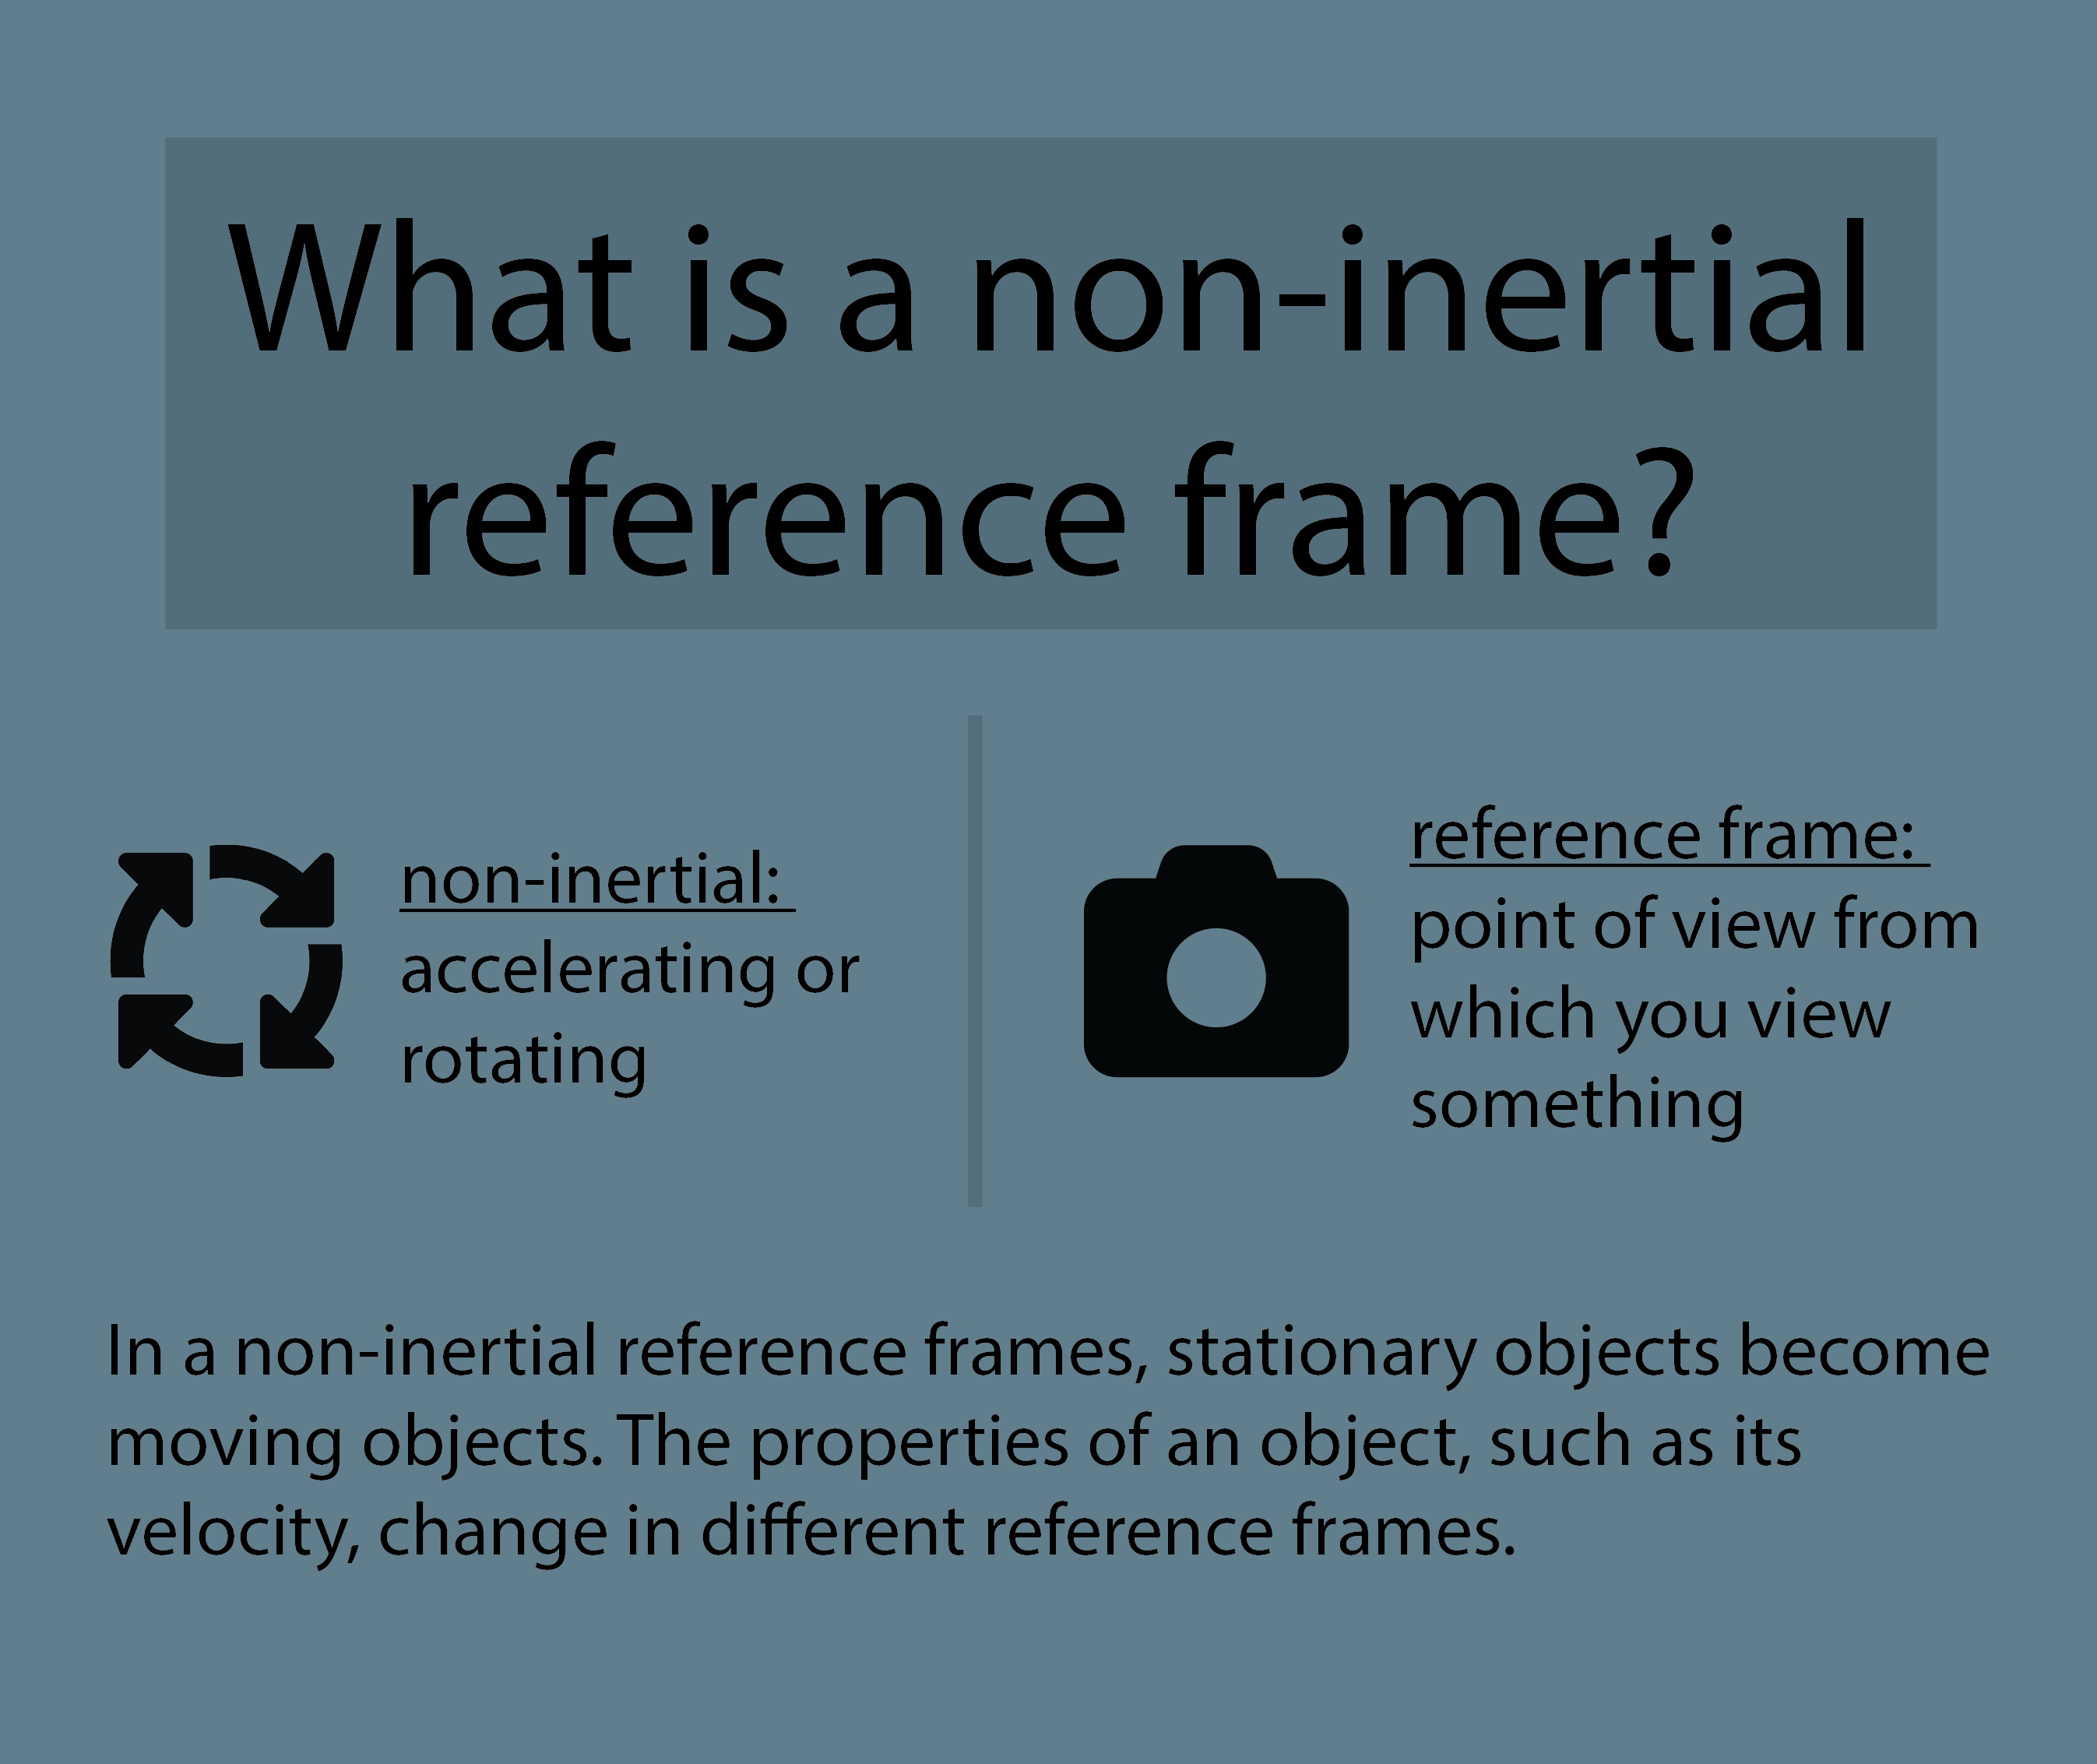 What is a non-inertial
reference frame?
non-inertial:
accelerating or
rotating
reference frame:
point of view from
which you view
something
In a non-inertial reference frames, stationary objects become
moving objects. The properties of an object, such as its
velocity, change in different reference frames.